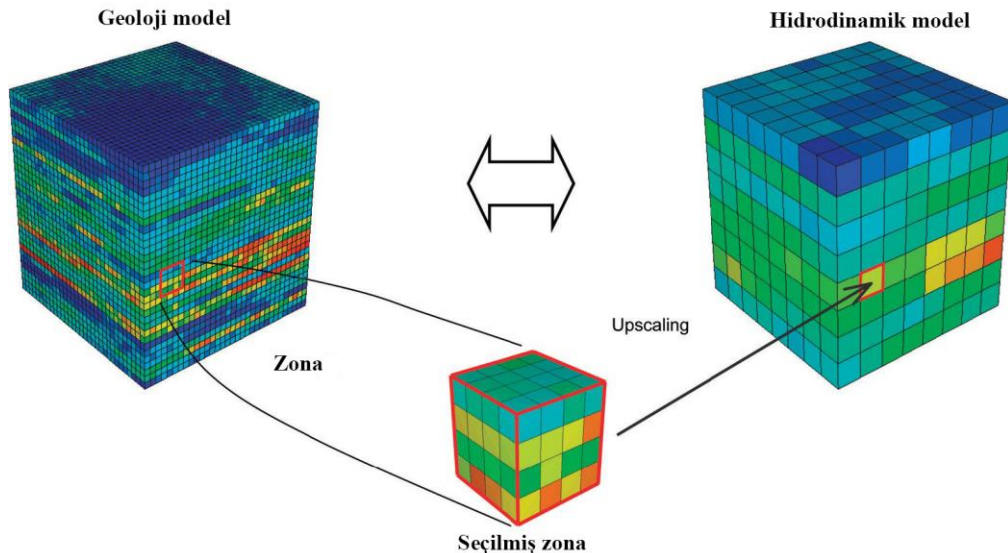 Geoloji model
Hidrodinamik model
Upscaling
Zona
Seçilmiş zona